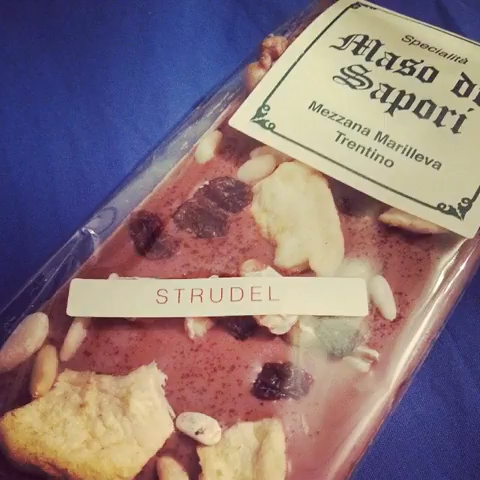 Specialità
Maso dei
Sapori
Mezzana Marilleva
Trentino
STRUDEL